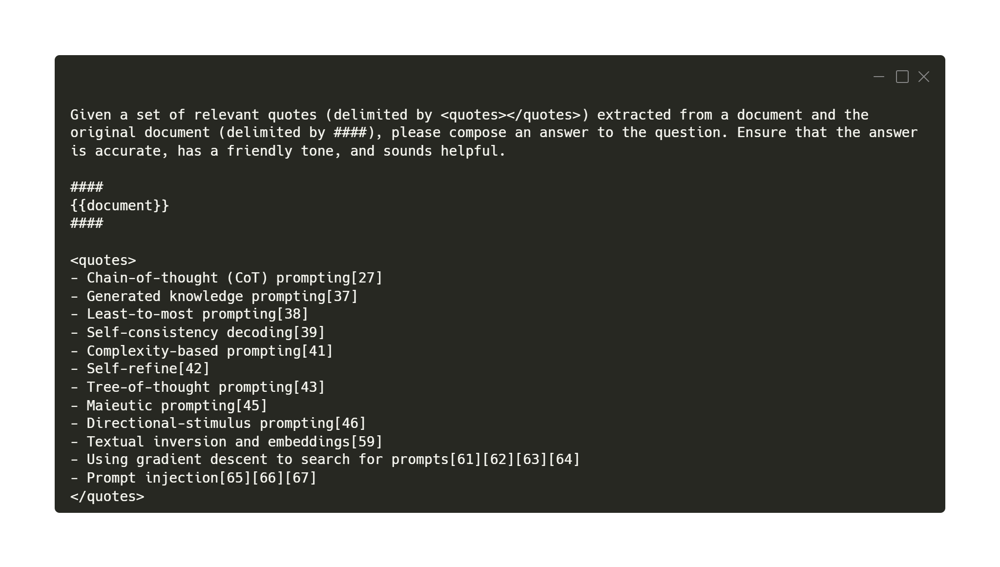 Given a set of relevant quotes (delimited by <quotes></quotes>) extracted from a document and the
original document (delimited by ####), please compose an answer to the question. Ensure that the answer
is accurate, has a friendly tone, and sounds helpful.
####
{{document}}
####
<quotes>
- Chain-of-thought (CoT) prompting[27]
- Generated knowledge prompting[37]
- Least-to-most prompting[38]
- Self-consistency decoding[39]
- Complexity-based prompting[41]
- Self-refine[42]
- Tree-of-thought prompting[43]
- Maieutic prompting[45]
- Directional-stimulus prompting[46]
- Textual inversion and embeddings[59]
- Using gradient descent to search for prompts[61][62][63][64]
- Prompt injection[65][66][67]
</quotes>